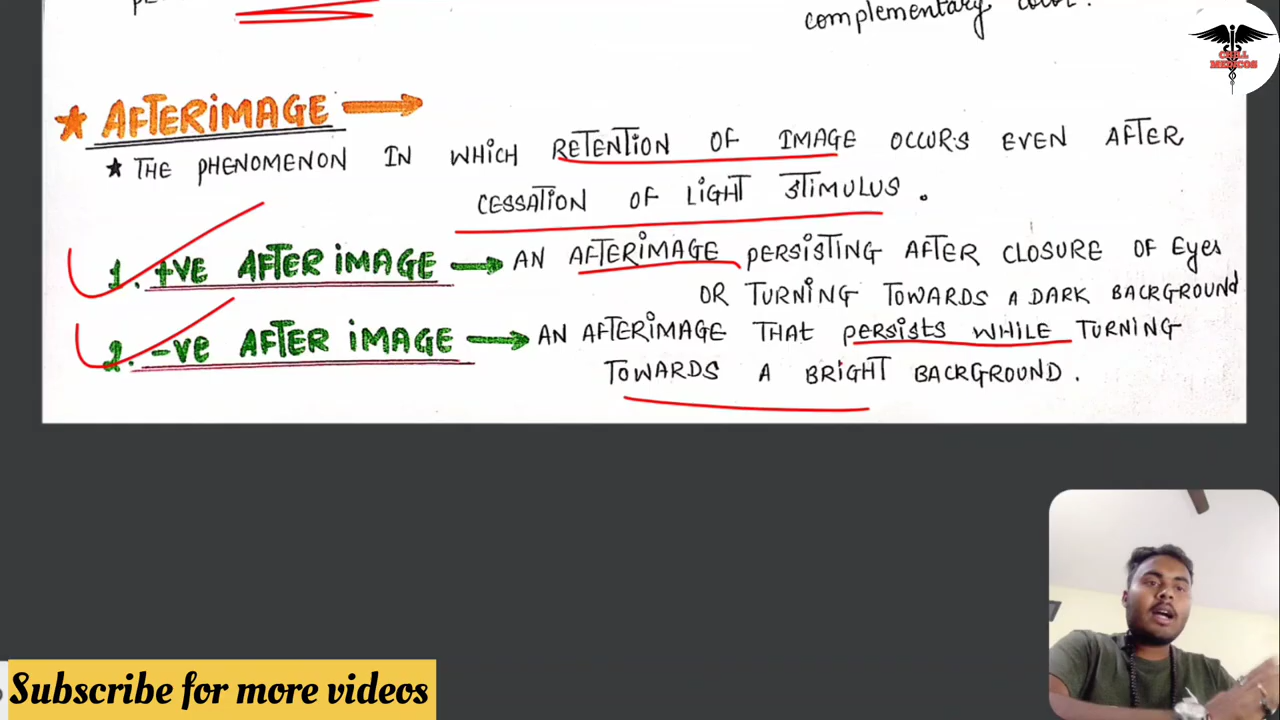 complementary
CHILL
MEDICOS
★ AFTERIMAGE →
★ THE PHENOMENON IN WHICH RETENTION OF IMAGE OCCURS EVEN AFTER
CESSATION OF LIGHT STIMULUS .
1. +VE AFTER IMAGE → AN AFTERIMAGE PERSISTING AFTER CLOSURE OF EYES
OR TURNING TOWARDS A DARK BACKGROUND
2. -VE AFTER IMAGE → AN AFTERIMAGE THAT PERSISTS WHILE TURNING
TOWARDS A BRIGHT BACKGROUND .
Subscribe for more videos